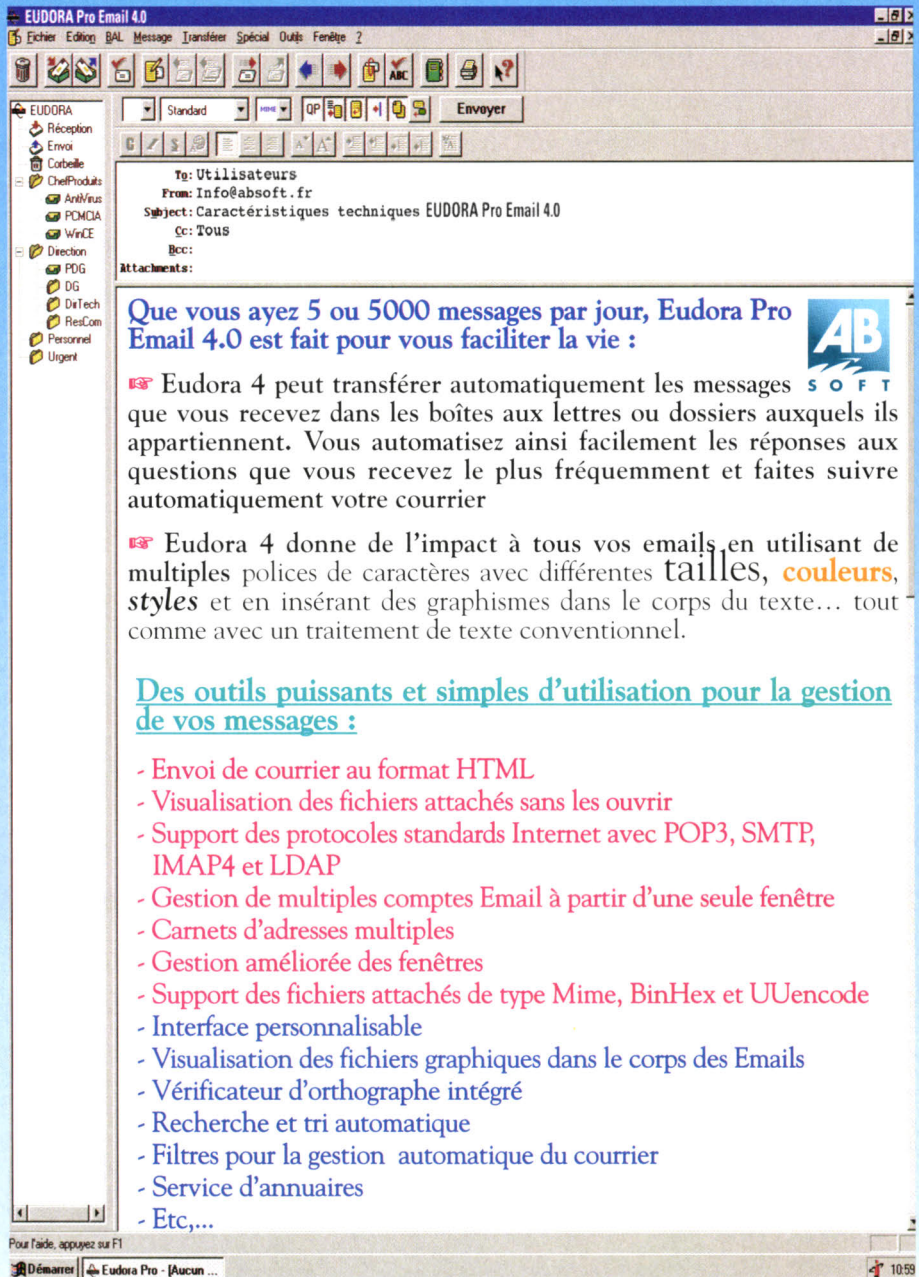 EUDORA Pro Email 4.0
Fichier Edition BAL Message Transférer Spécial Outils Fenêtre ?
ABC
EUDORA
Réception
Envoi
Corbeille
ChefProduits
AntiVirus
PCMCIA
WinCE
Direction
PDG
DG
DirTech
ResCom
Personnel
Urgent
Standard MIME QP Envoyer
G I S
To: Utilisateurs
From: Info@absoft.fr
Subject: Caractéristiques techniques EUDORA Pro Email 4.0
Cc: Tous
Bcc:
Attachments:
Que vous ayez 5 ou 5000 messages par jour, Eudora Pro
Email 4.0 est fait pour vous faciliter la vie :
AB
SOFT
☞ Eudora 4 peut transférer automatiquement les messages
que vous recevez dans les boîtes aux lettres ou dossiers auxquels ils
appartiennent. Vous automatisez ainsi facilement les réponses aux
questions que vous recevez le plus fréquemment et faites suivre
automatiquement votre courrier
☞ Eudora 4 donne de l'impact à tous vos emails en utilisant de
multiples polices de caractères avec différentes tailles, couleurs,
styles et en insérant des graphismes dans le corps du texte... tout
comme avec un traitement de texte conventionnel.
Des outils puissants et simples d'utilisation pour la gestion
de vos messages :
- Envoi de courrier au format HTML
- Visualisation des fichiers attachés sans les ouvrir
- Support des protocoles standards Internet avec POP3, SMTP,
IMAP4 et LDAP
- Gestion de multiples comptes Email à partir d'une seule fenêtre
- Carnets d'adresses multiples
- Gestion améliorée des fenêtres
- Support des fichiers attachés de type Mime, BinHex et UUencode
- Interface personnalisable
- Visualisation des fichiers graphiques dans le corps des Emails
- Vérificateur d'orthographe intégré
- Recherche et tri automatique
- Filtres pour la gestion automatique du courrier
- Service d'annuaires
- Etc,...
Pour l'aide, appuyez sur F1
Démarrer Eudora Pro - [Aucun ... 10:59